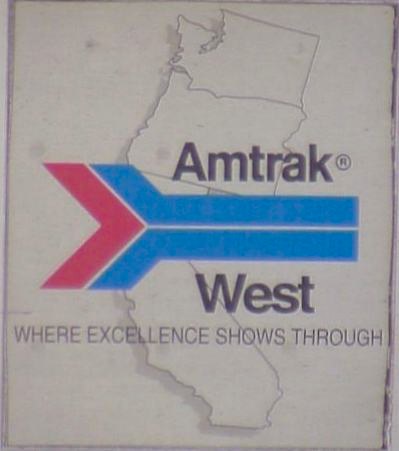 Amtrak®
West
WHERE EXCELLENCE SHOWS THROUGH